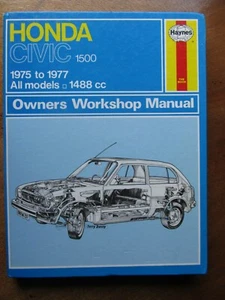 HONDA
CIVIC 1500
Haynes
1975 to 1977
All models □ 1488 cc
Owners Workshop Manual